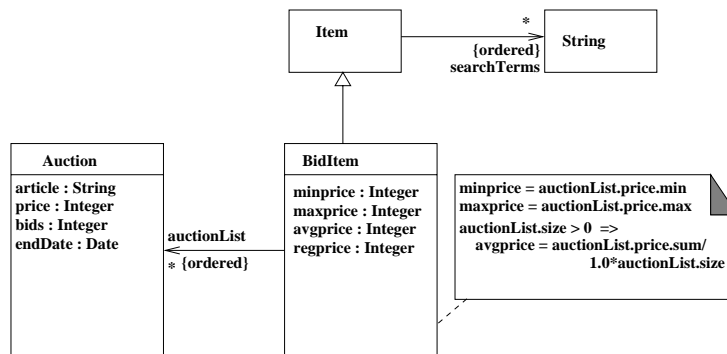 Item
*
{ordered}
searchTerms
String
Auction
article : String
price : Integer
bids : Integer
endDate : Date
auctionList
* {ordered}
BidItem
minprice : Integer
maxprice : Integer
avgprice : Integer
regprice : Integer
minprice = auctionList.price.min
maxprice = auctionList.price.max
auctionList.size > 0 =>
avgprice = auctionList.price.sum/
1.0*auctionList.size